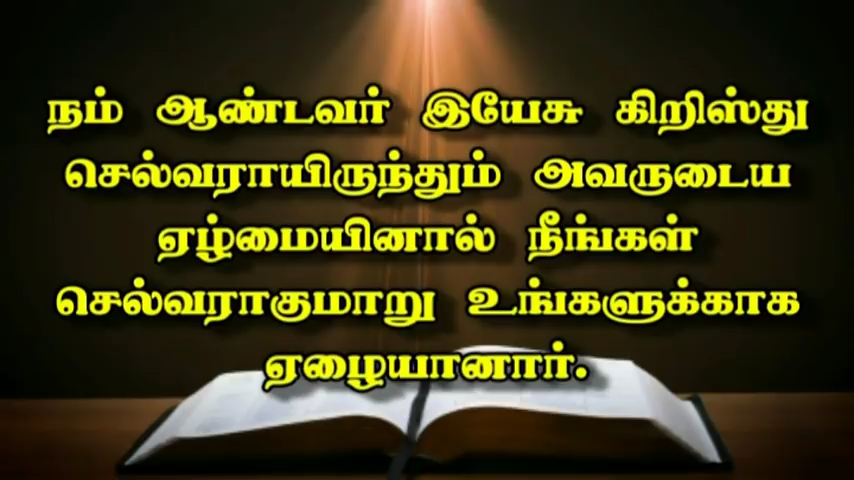 நம் ஆண்டவர் இயேசு கிறிஸ்து
செல்வராயிருந்தும் அவருடைய
ஏழ்மையினால் நீங்கள்
செல்வராகுமாறு உங்களுக்காக
ஏழையானார்.